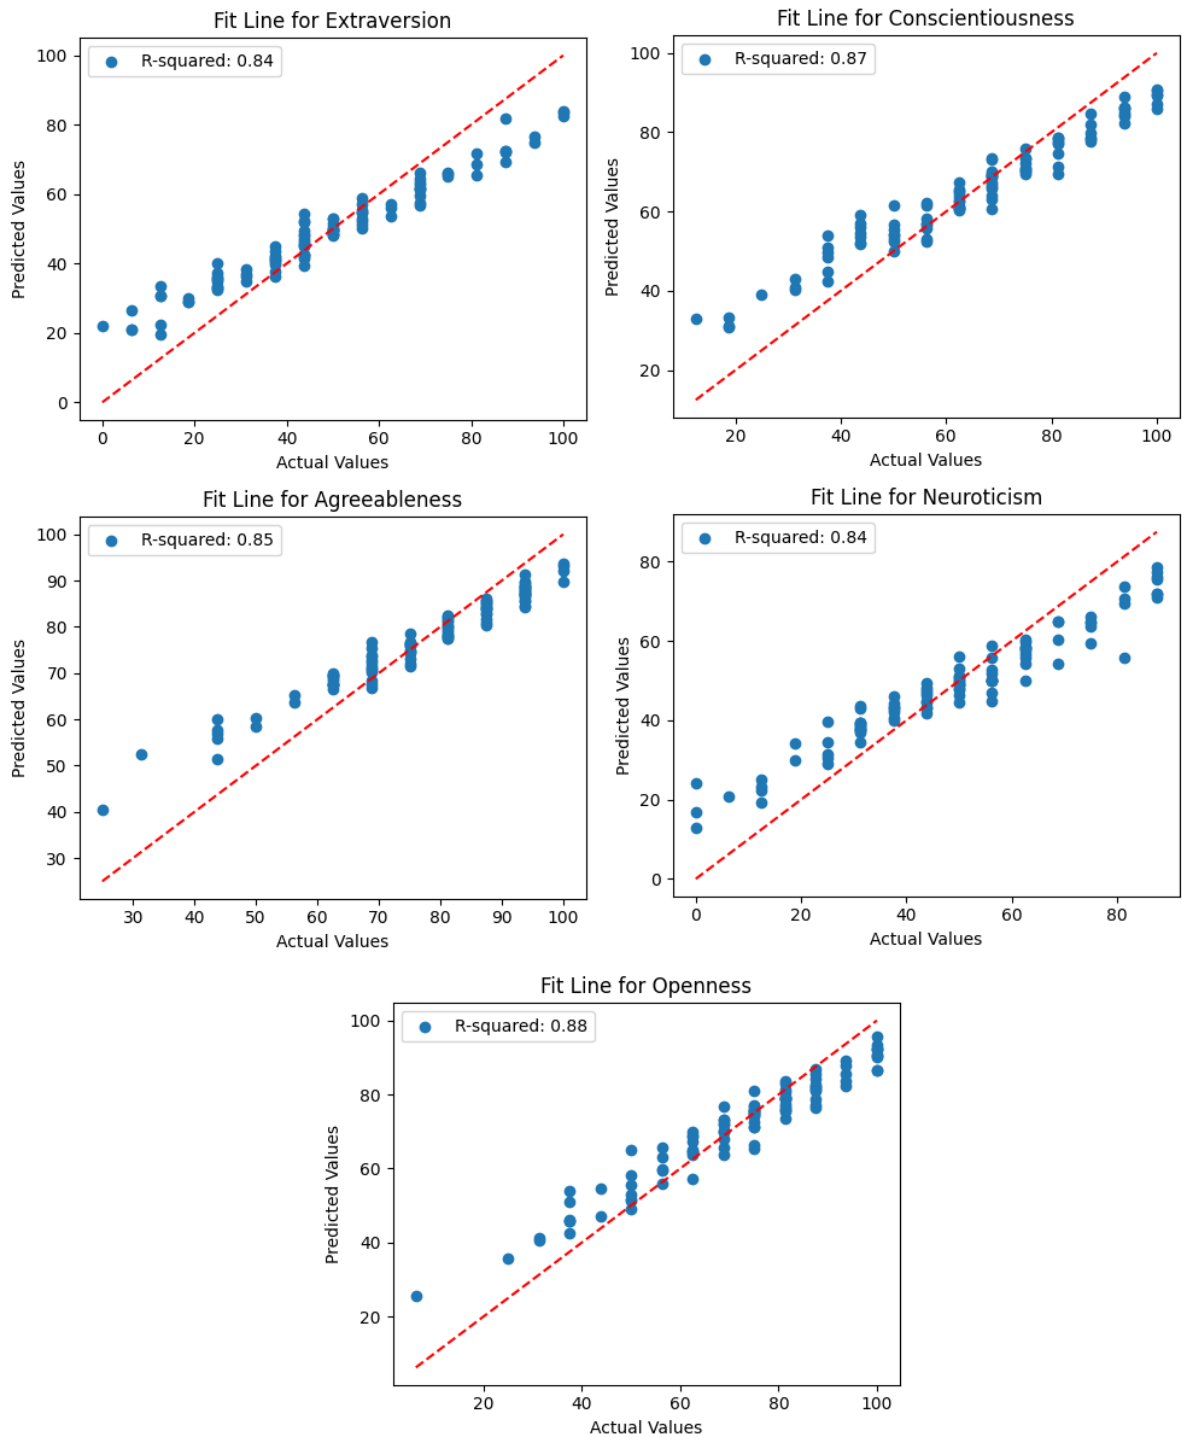 Fit Line for Extraversion
R-squared: 0.84
100
80
60
40
20
0
Predicted Values
0 20 40 60 80 100
Actual Values
Fit Line for Conscientiousness
R-squared: 0.87
100
80
60
40
20
Predicted Values
20 40 60 80 100
Actual Values
Fit Line for Agreeableness
R-squared: 0.85
100
90
80
70
60
50
40
30
Predicted Values
30 40 50 60 70 80 90 100
Actual Values
Fit Line for Neuroticism
R-squared: 0.84
80
60
40
20
0
Predicted Values
0 20 40 60 80
Actual Values
Fit Line for Openness
R-squared: 0.88
100
80
60
40
20
Predicted Values
20 40 60 80 100
Actual Values